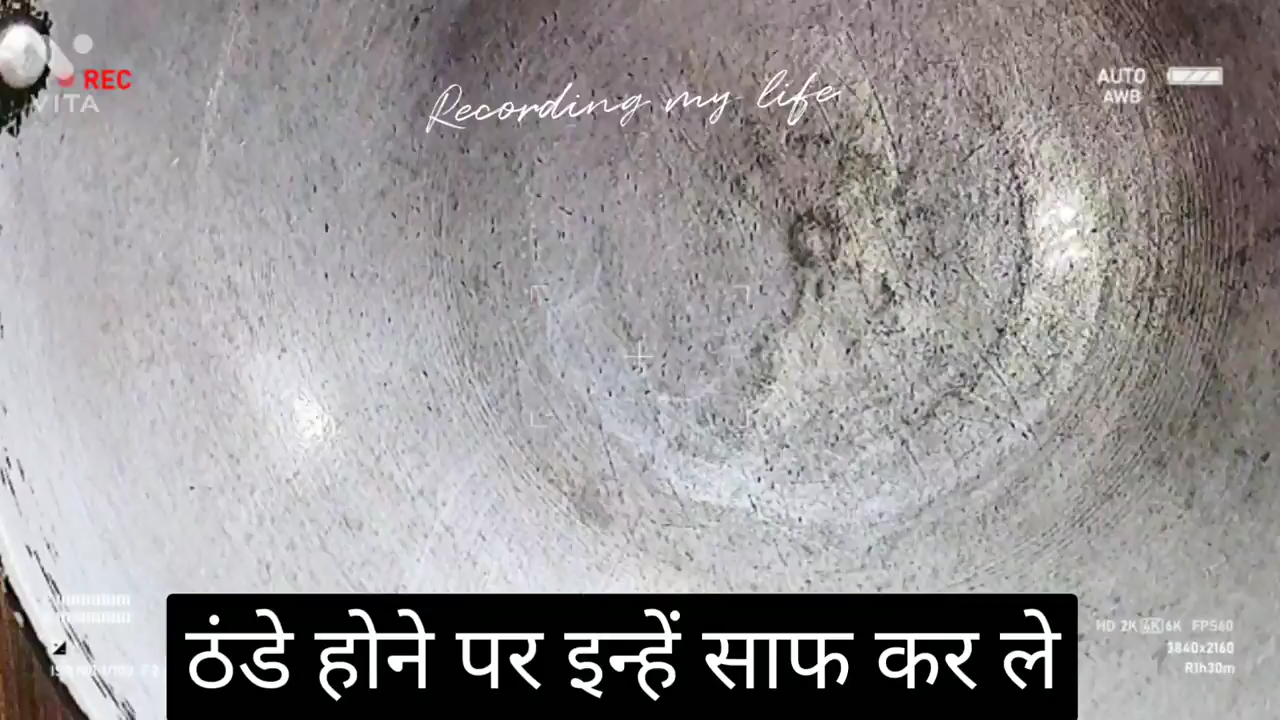 REC
VITA
Recording my life
AUTO
AWB
ठंडे होने पर इन्हें साफ कर ले
HD 2K 4K 6K FPS60
3840x2160
R1h30m